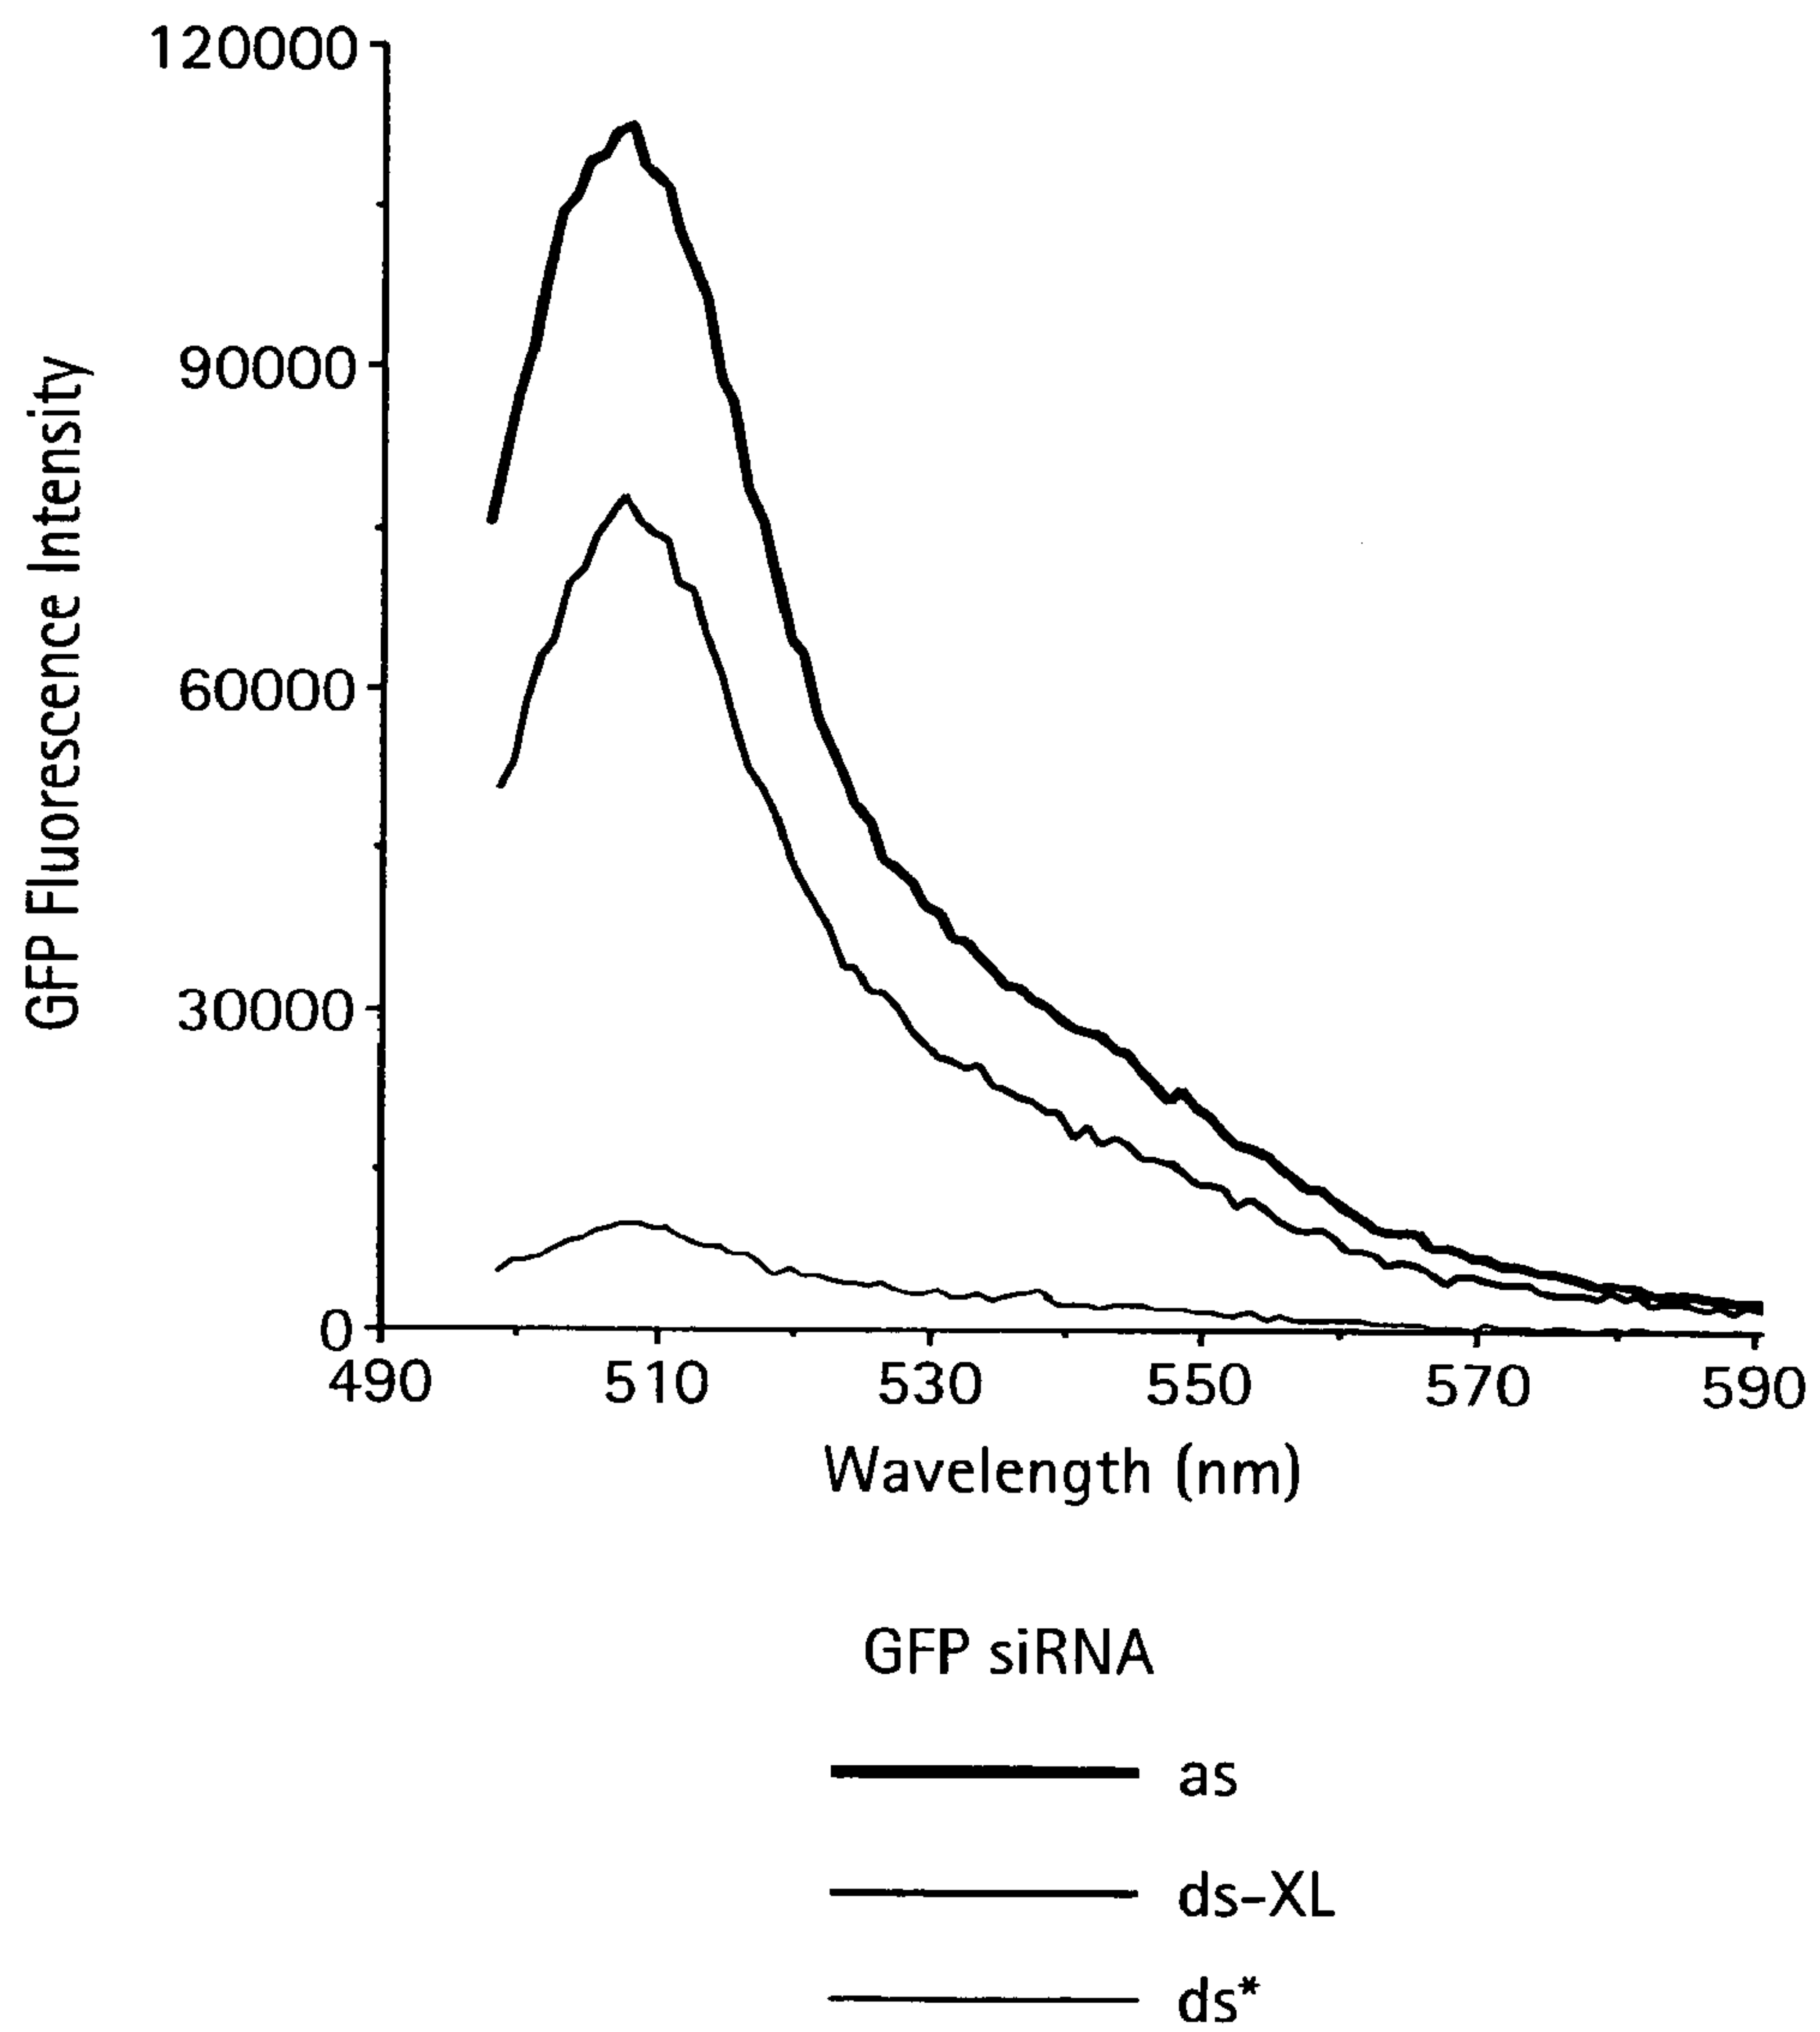 120000
90000
60000
30000
0
GFP Fluorescence Intensity
490 510 530 550 570 590
Wavelength (nm)
GFP siRNA
as
ds-XL
ds*